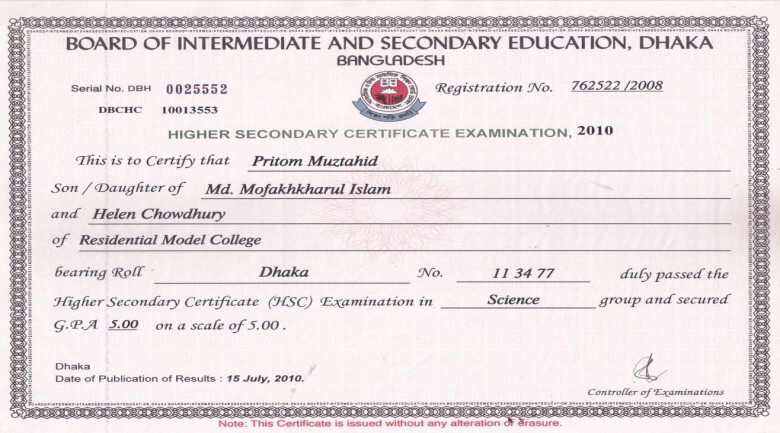 BOARD OF INTERMEDIATE AND SECONDARY EDUCATION, DHAKA
BANGLADESH
Serial No. DBH 0025552
Registration No. 762522 /2008
DBCHC 10013553
HIGHER SECONDARY CERTIFICATE EXAMINATION, 2010
This is to Certify that Pritom Muztahid
Son / Daughter of Md. Mofakhkharul Islam
and Helen Chowdhury
of Residential Model College
bearing Roll Dhaka No. 11 34 77 duly passed the
Higher Secondary Certificate (HSC) Examination in Science group and secured
G.P.A 5.00 on a scale of 5.00 .
Dhaka
Date of Publication of Results : 15 July, 2010.
Controller of Examinations
Note: This Certificate is issued without any alteration or erasure.